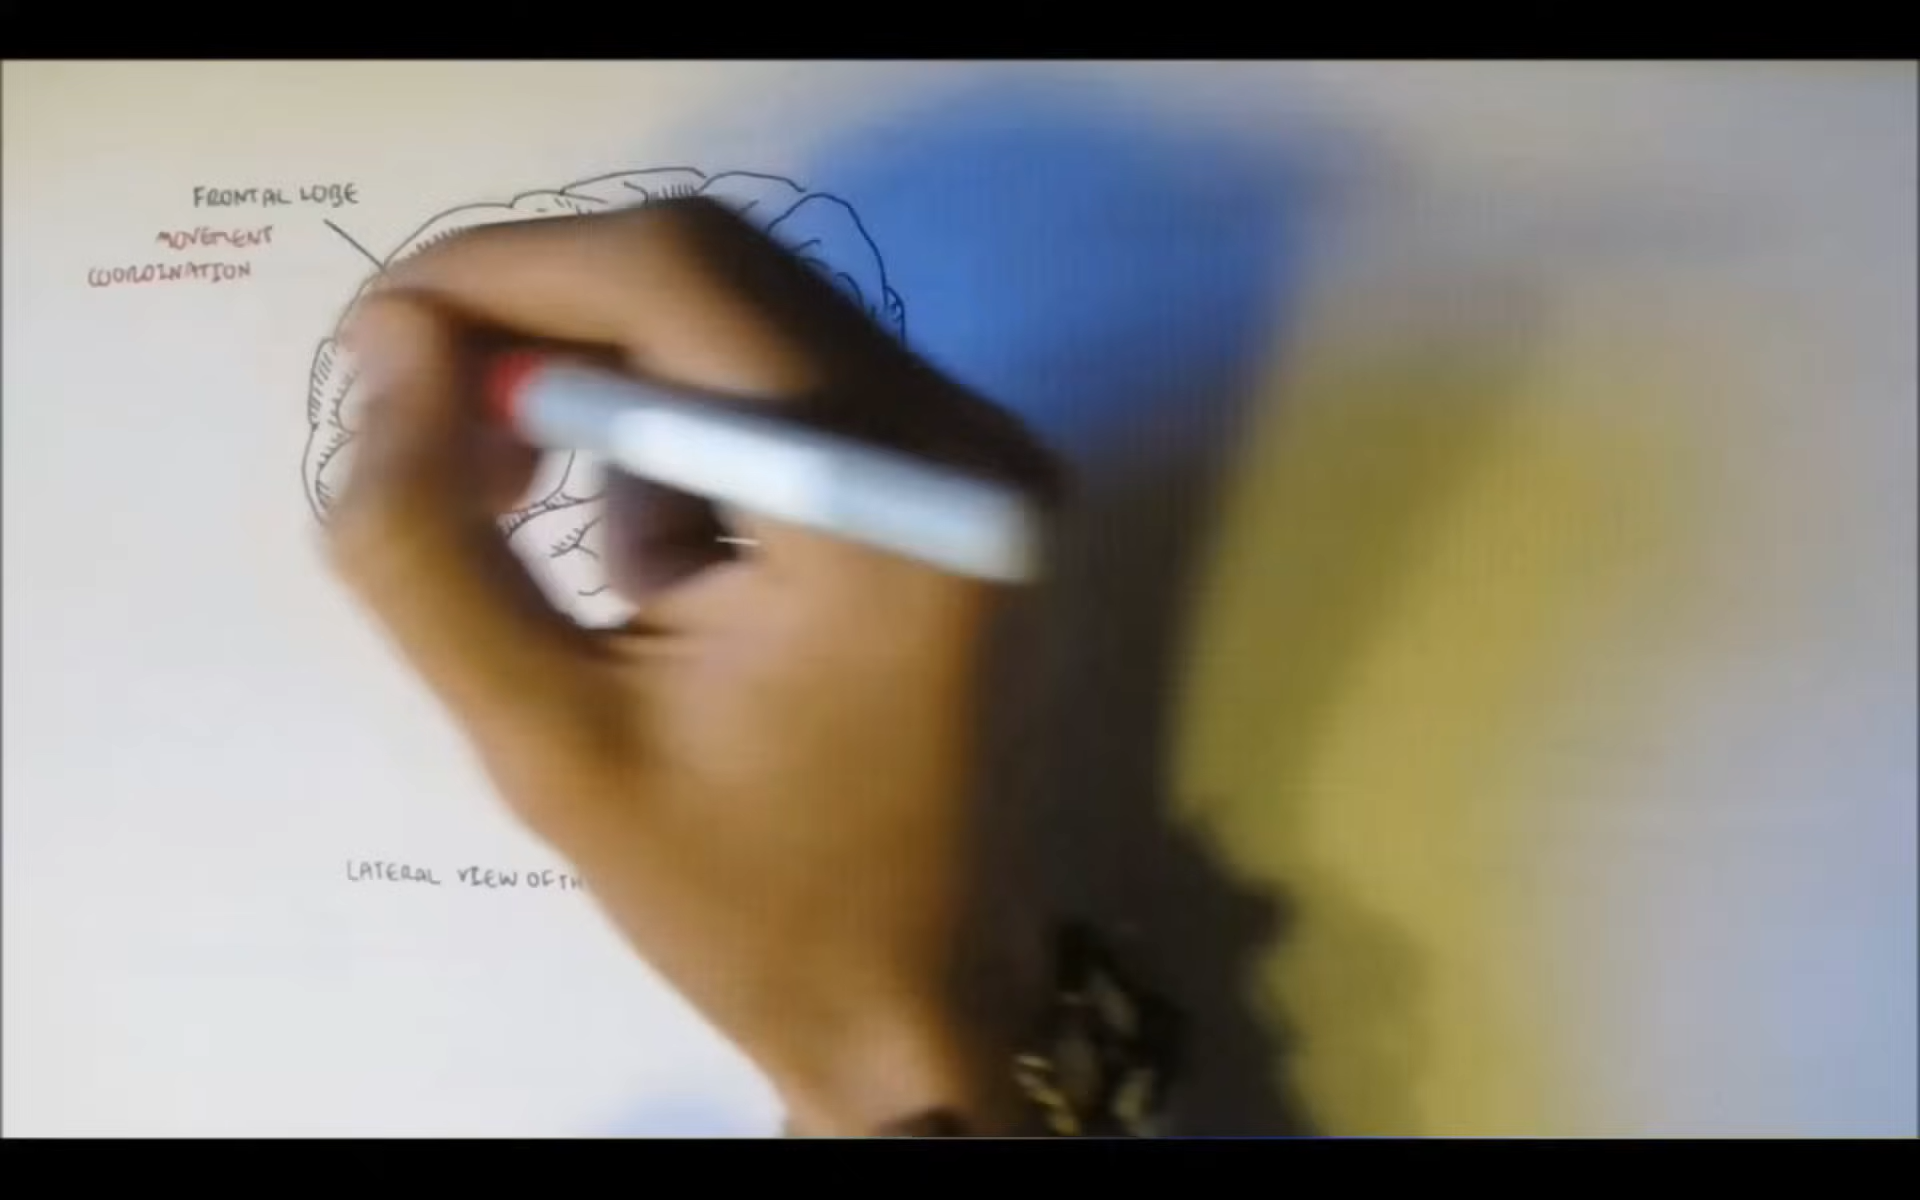 FRONTAL LOBE
MOVEMENT
COORDINATION
LATERAL VIEW OF TH